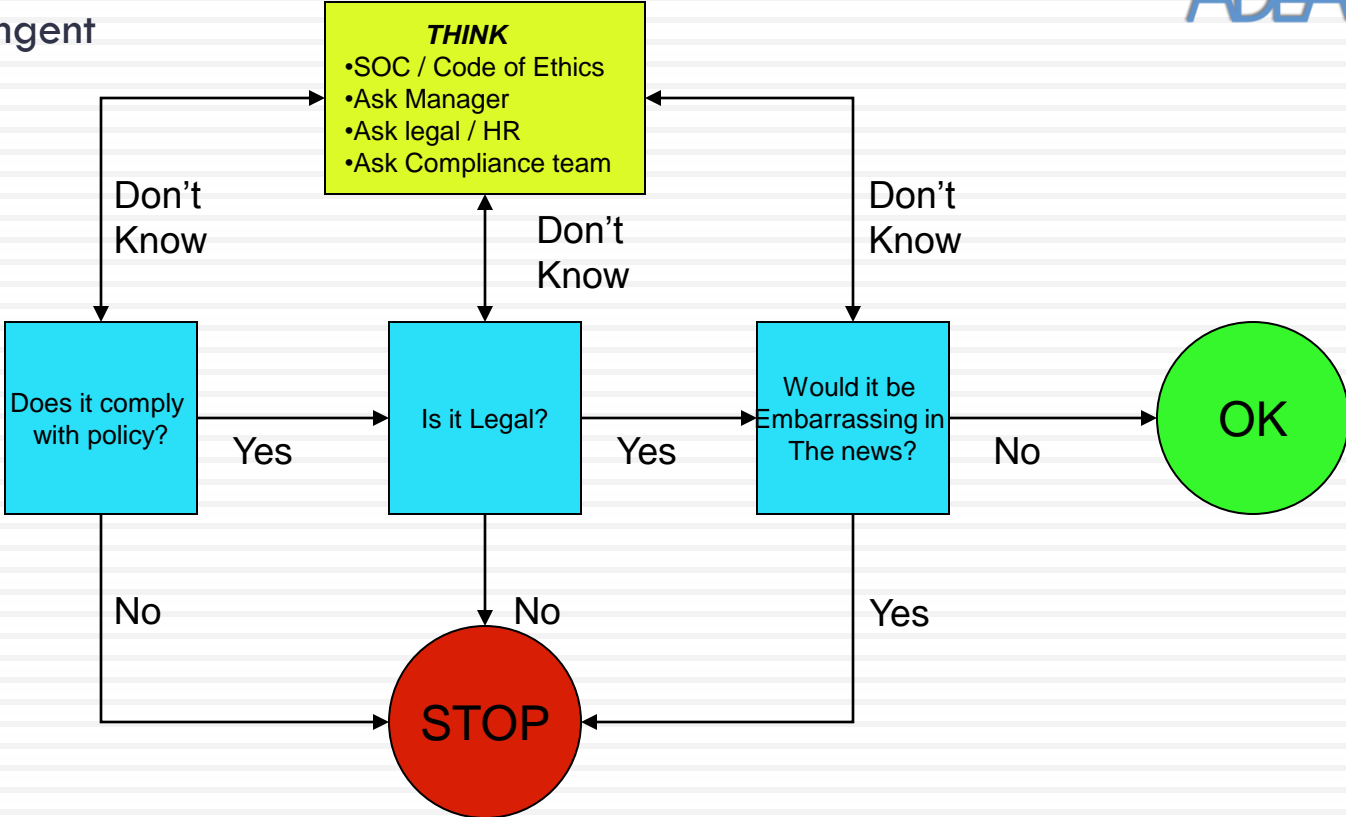 ngent
THINK
•SOC / Code of Ethics
•Ask Manager
•Ask legal / HR
•Ask Compliance team
Don't
Know
Don't
Know
Don't
Know
Does it comply
with policy?
Yes
Is it Legal?
Yes
Would it be
Embarrassing in
The news?
No
OK
No
No
Yes
STOP